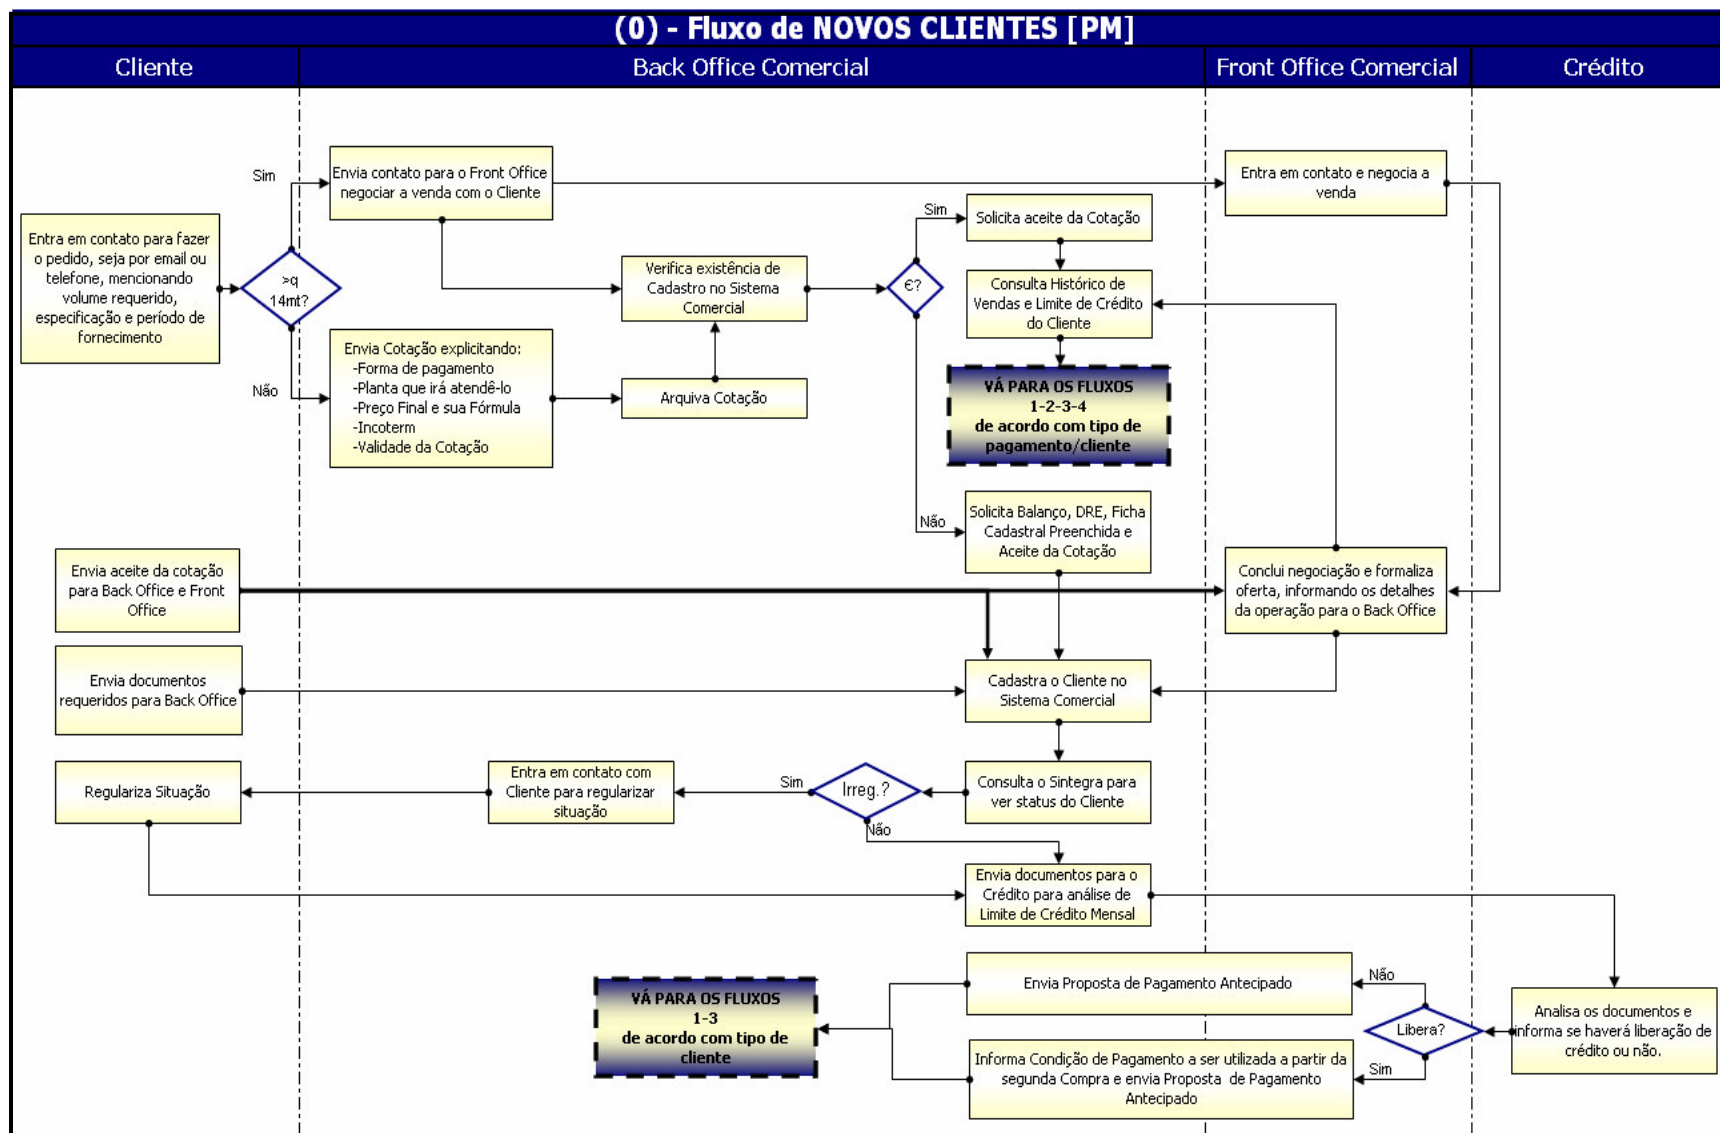 (0) - Fluxo de NOVOS CLIENTES [PM]
Cliente
Back Office Comercial
Front Office Comercial
Crédito
Sim
Envia contato para o Front Office
negociar a venda com o Cliente
Entra em contato e negocia a
venda
Entra em contato para fazer
o pedido, seja por email ou
telefone, mencionando
volume requerido,
especificação e período de
fornecimento
>q
14mt?
Não
Envia Cotação explicitando:
-Forma de pagamento
-Planta que irá atendê-lo
-Preço Final e sua Fórmula
-Incoterm
-Validade da Cotação
Verifica existência de
Cadastro no Sistema
Comercial
Arquiva Cotação
€?
Sim
Solicita aceite da Cotação
Consulta Histórico de
Vendas e Limite de Crédito
do Cliente
VÁ PARA OS FLUXOS
1-2-3-4
de acordo com tipo de
pagamento/cliente
Não
Solicita Balanço, DRE, Ficha
Cadastral Preenchida e
Aceite da Cotação
Envia aceite da cotação
para Back Office e Front
Office
Conclui negociação e formaliza
oferta, informando os detalhes
da operação para o Back Office
Envia documentos
requeridos para Back Office
Cadastra o Cliente no
Sistema Comercial
Regulariza Situação
Entra em contato com
Cliente para regularizar
situação
Sim
Irreg.?
Não
Consulta o Sintegra para
ver status do Cliente
Envia documentos para o
Crédito para análise de
Limite de Crédito Mensal
VÁ PARA OS FLUXOS
1-3
de acordo com tipo de
cliente
Envia Proposta de Pagamento Antecipado
Não
Libera?
Sim
Analisa os documentos e
informa se haverá liberação de
crédito ou não.
Informa Condição de Pagamento a ser utilizada a partir da
segunda Compra e envia Proposta de Pagamento
Antecipado